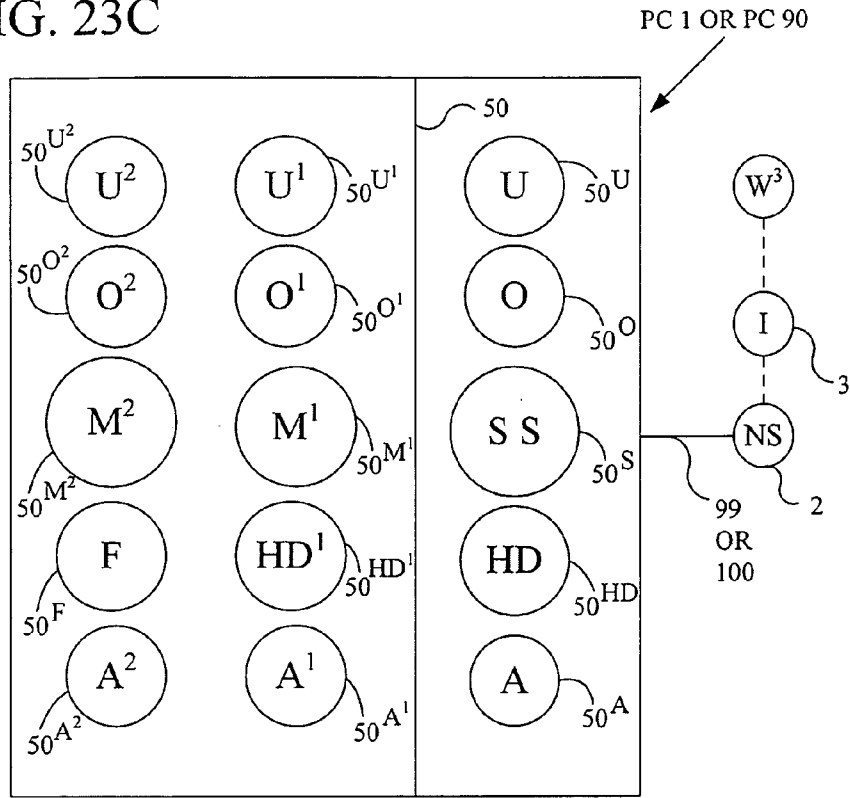 IG. 23C
PC 1 OR PC 90
50
50U² U² U¹ 50U¹ U 50U W³
50O² O² O¹ 50O¹ O 50O I 3
M² 50M² M¹ 50M¹ S S 50S NS 2
99
OR
100
F 50F HD¹ 50HD¹ HD 50HD
A² 50A² A¹ 50A¹ A 50A